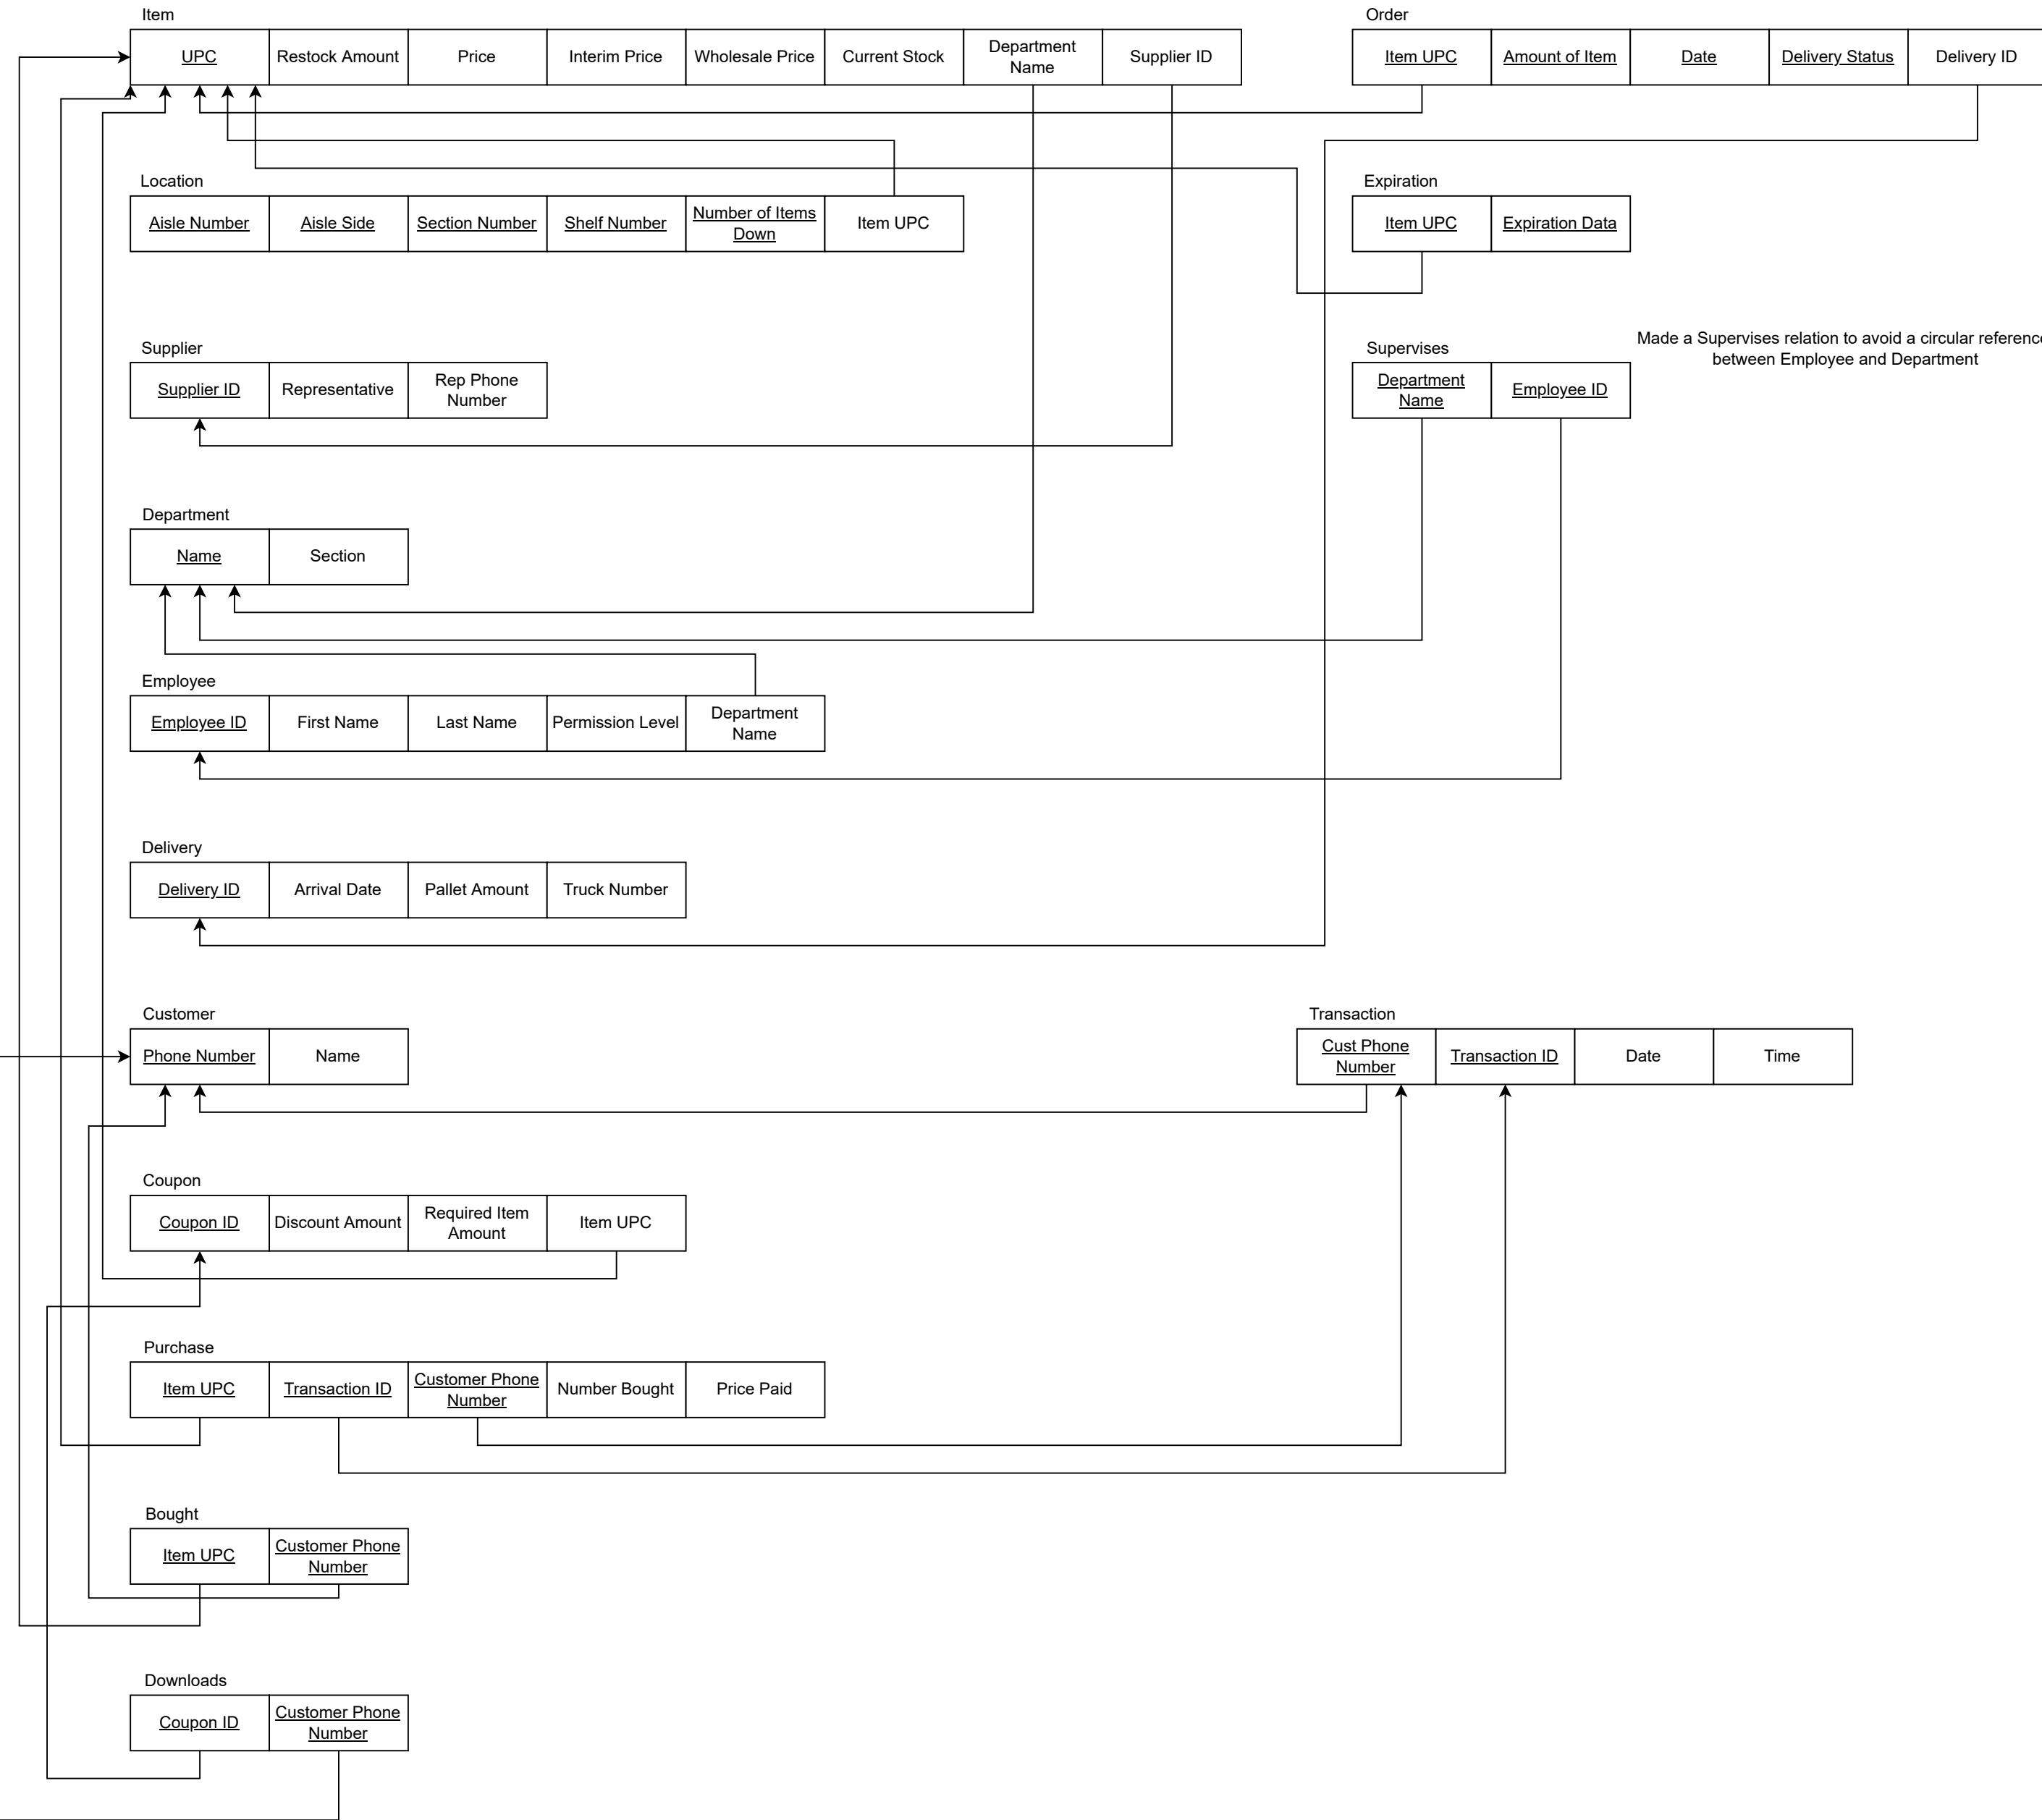 Item
UPC
Restock Amount
Price
Interim Price
Wholesale Price
Current Stock
Department
Name
Supplier ID
Order
Item UPC
Amount of Item
Date
Delivery Status
Delivery ID
Location
Aisle Number
Aisle Side
Section Number
Shelf Number
Number of Items
Down
Item UPC
Expiration
Item UPC
Expiration Data
Supplier
Supplier ID
Representative
Rep Phone
Number
Supervises
Department
Name
Employee ID
Made a Supervises relation to avoid a circular reference
between Employee and Department
Department
Name
Section
Employee
Employee ID
First Name
Last Name
Permission Level
Department
Name
Delivery
Delivery ID
Arrival Date
Pallet Amount
Truck Number
Customer
Phone Number
Name
Transaction
Cust Phone
Number
Transaction ID
Date
Time
Coupon
Coupon ID
Discount Amount
Required Item
Amount
Item UPC
Purchase
Item UPC
Transaction ID
Customer Phone
Number
Number Bought
Price Paid
Bought
Item UPC
Customer Phone
Number
Downloads
Coupon ID
Customer Phone
Number